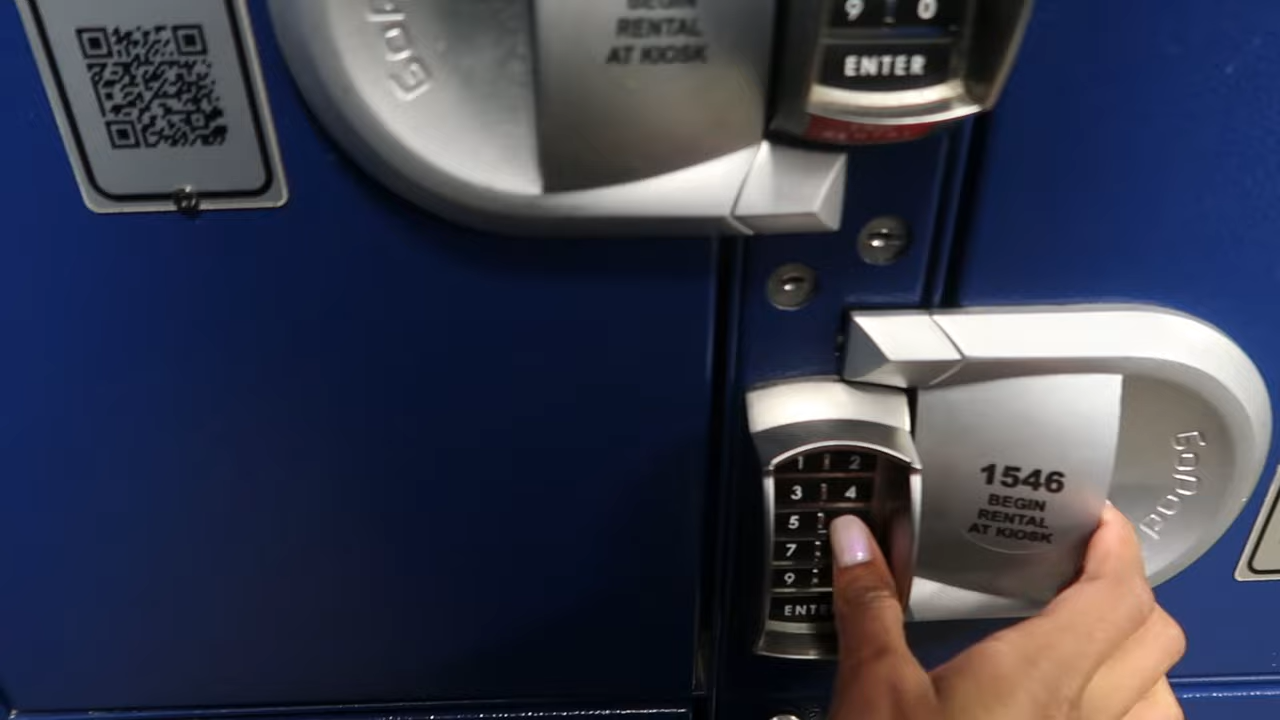 BEGIN
RENTAL
AT KIOSK
9 0
ENTER
1 2
3 4
5
7
9
1546
BEGIN
RENTAL
AT KIOSK